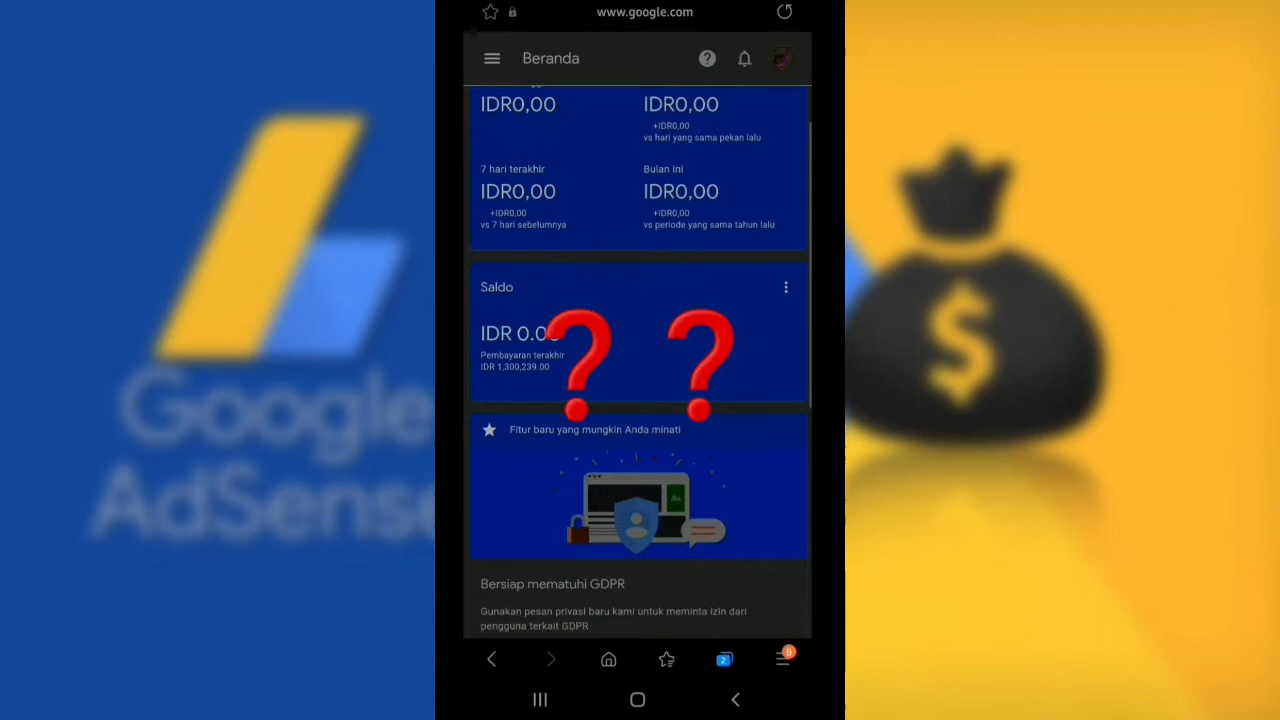 www.google.com
Beranda
IDR0,00
IDR0,00
+IDR0,00
vs hari yang sama pekan lalu
7 hari terakhir
Bulan ini
IDR0,00
IDR0,00
+IDR0,00
+IDR0,00
vs 7 hari sebelumnya
vs periode yang sama tahun lalu
Saldo
IDR 0.00
??
Pembayaran terakhir
IDR 1,300,239.00
Fitur baru yang mungkin Anda minati
Bersiap mematuhi GDPR
Gunakan pesan privasi baru kami untuk meminta izin dari
pengguna terkait GDPR
2
8
Google
AdSense
$